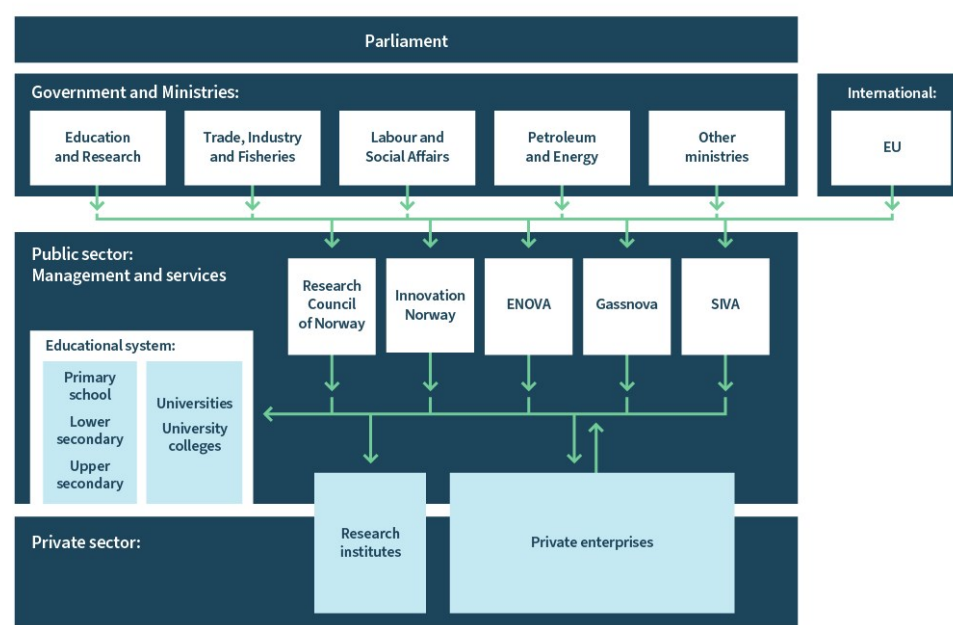 Parliament
Government and Ministries:
Education
and Research
Trade, Industry
and Fisheries
Labour and
Social Affairs
Petroleum
and Energy
Other
ministries
International:
EU
Public sector:
Management and services
Research
Council
of Norway
Innovation
Norway
ENOVA
Gassnova
SIVA
Educational system:
Primary
school
Lower
secondary
Upper
secondary
Universities
University
colleges
Private sector:
Research
institutes
Private enterprises